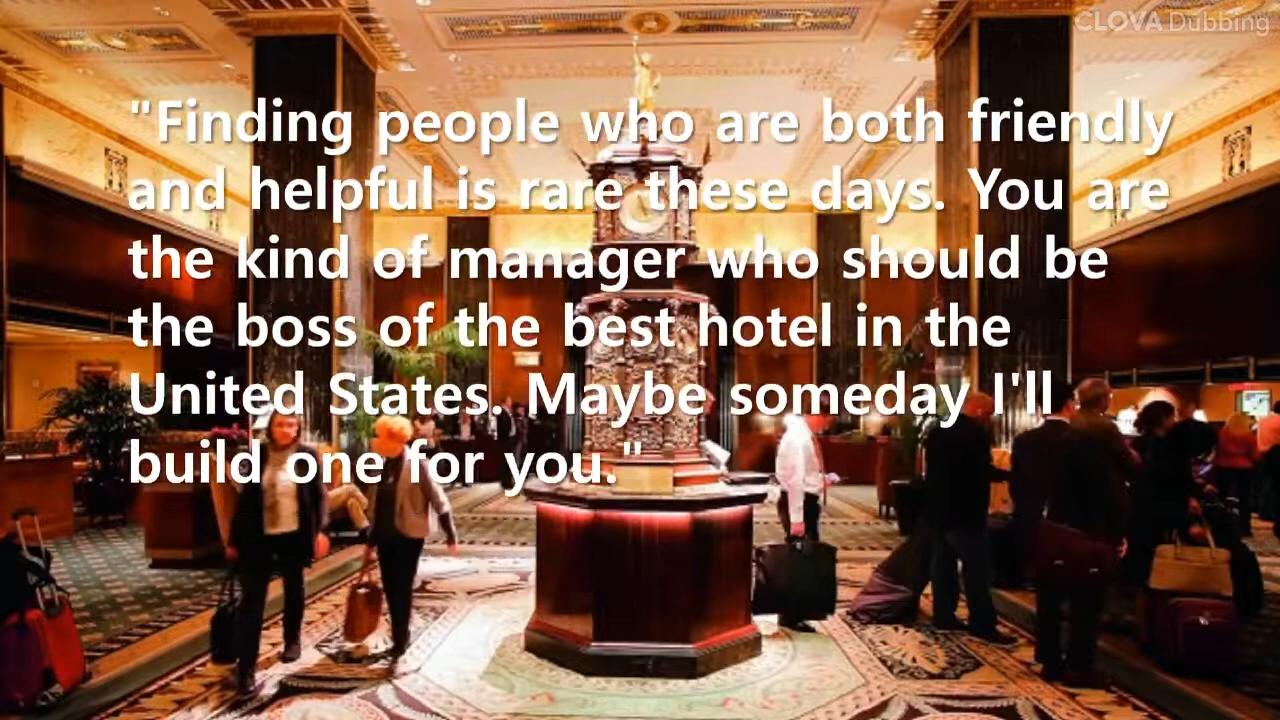 CLOVA Dubbing
"Finding people who are both friendly
and helpful is rare these days. You are
the kind of manager who should be
the boss of the best hotel in the
United States. Maybe someday I'll
build one for you."